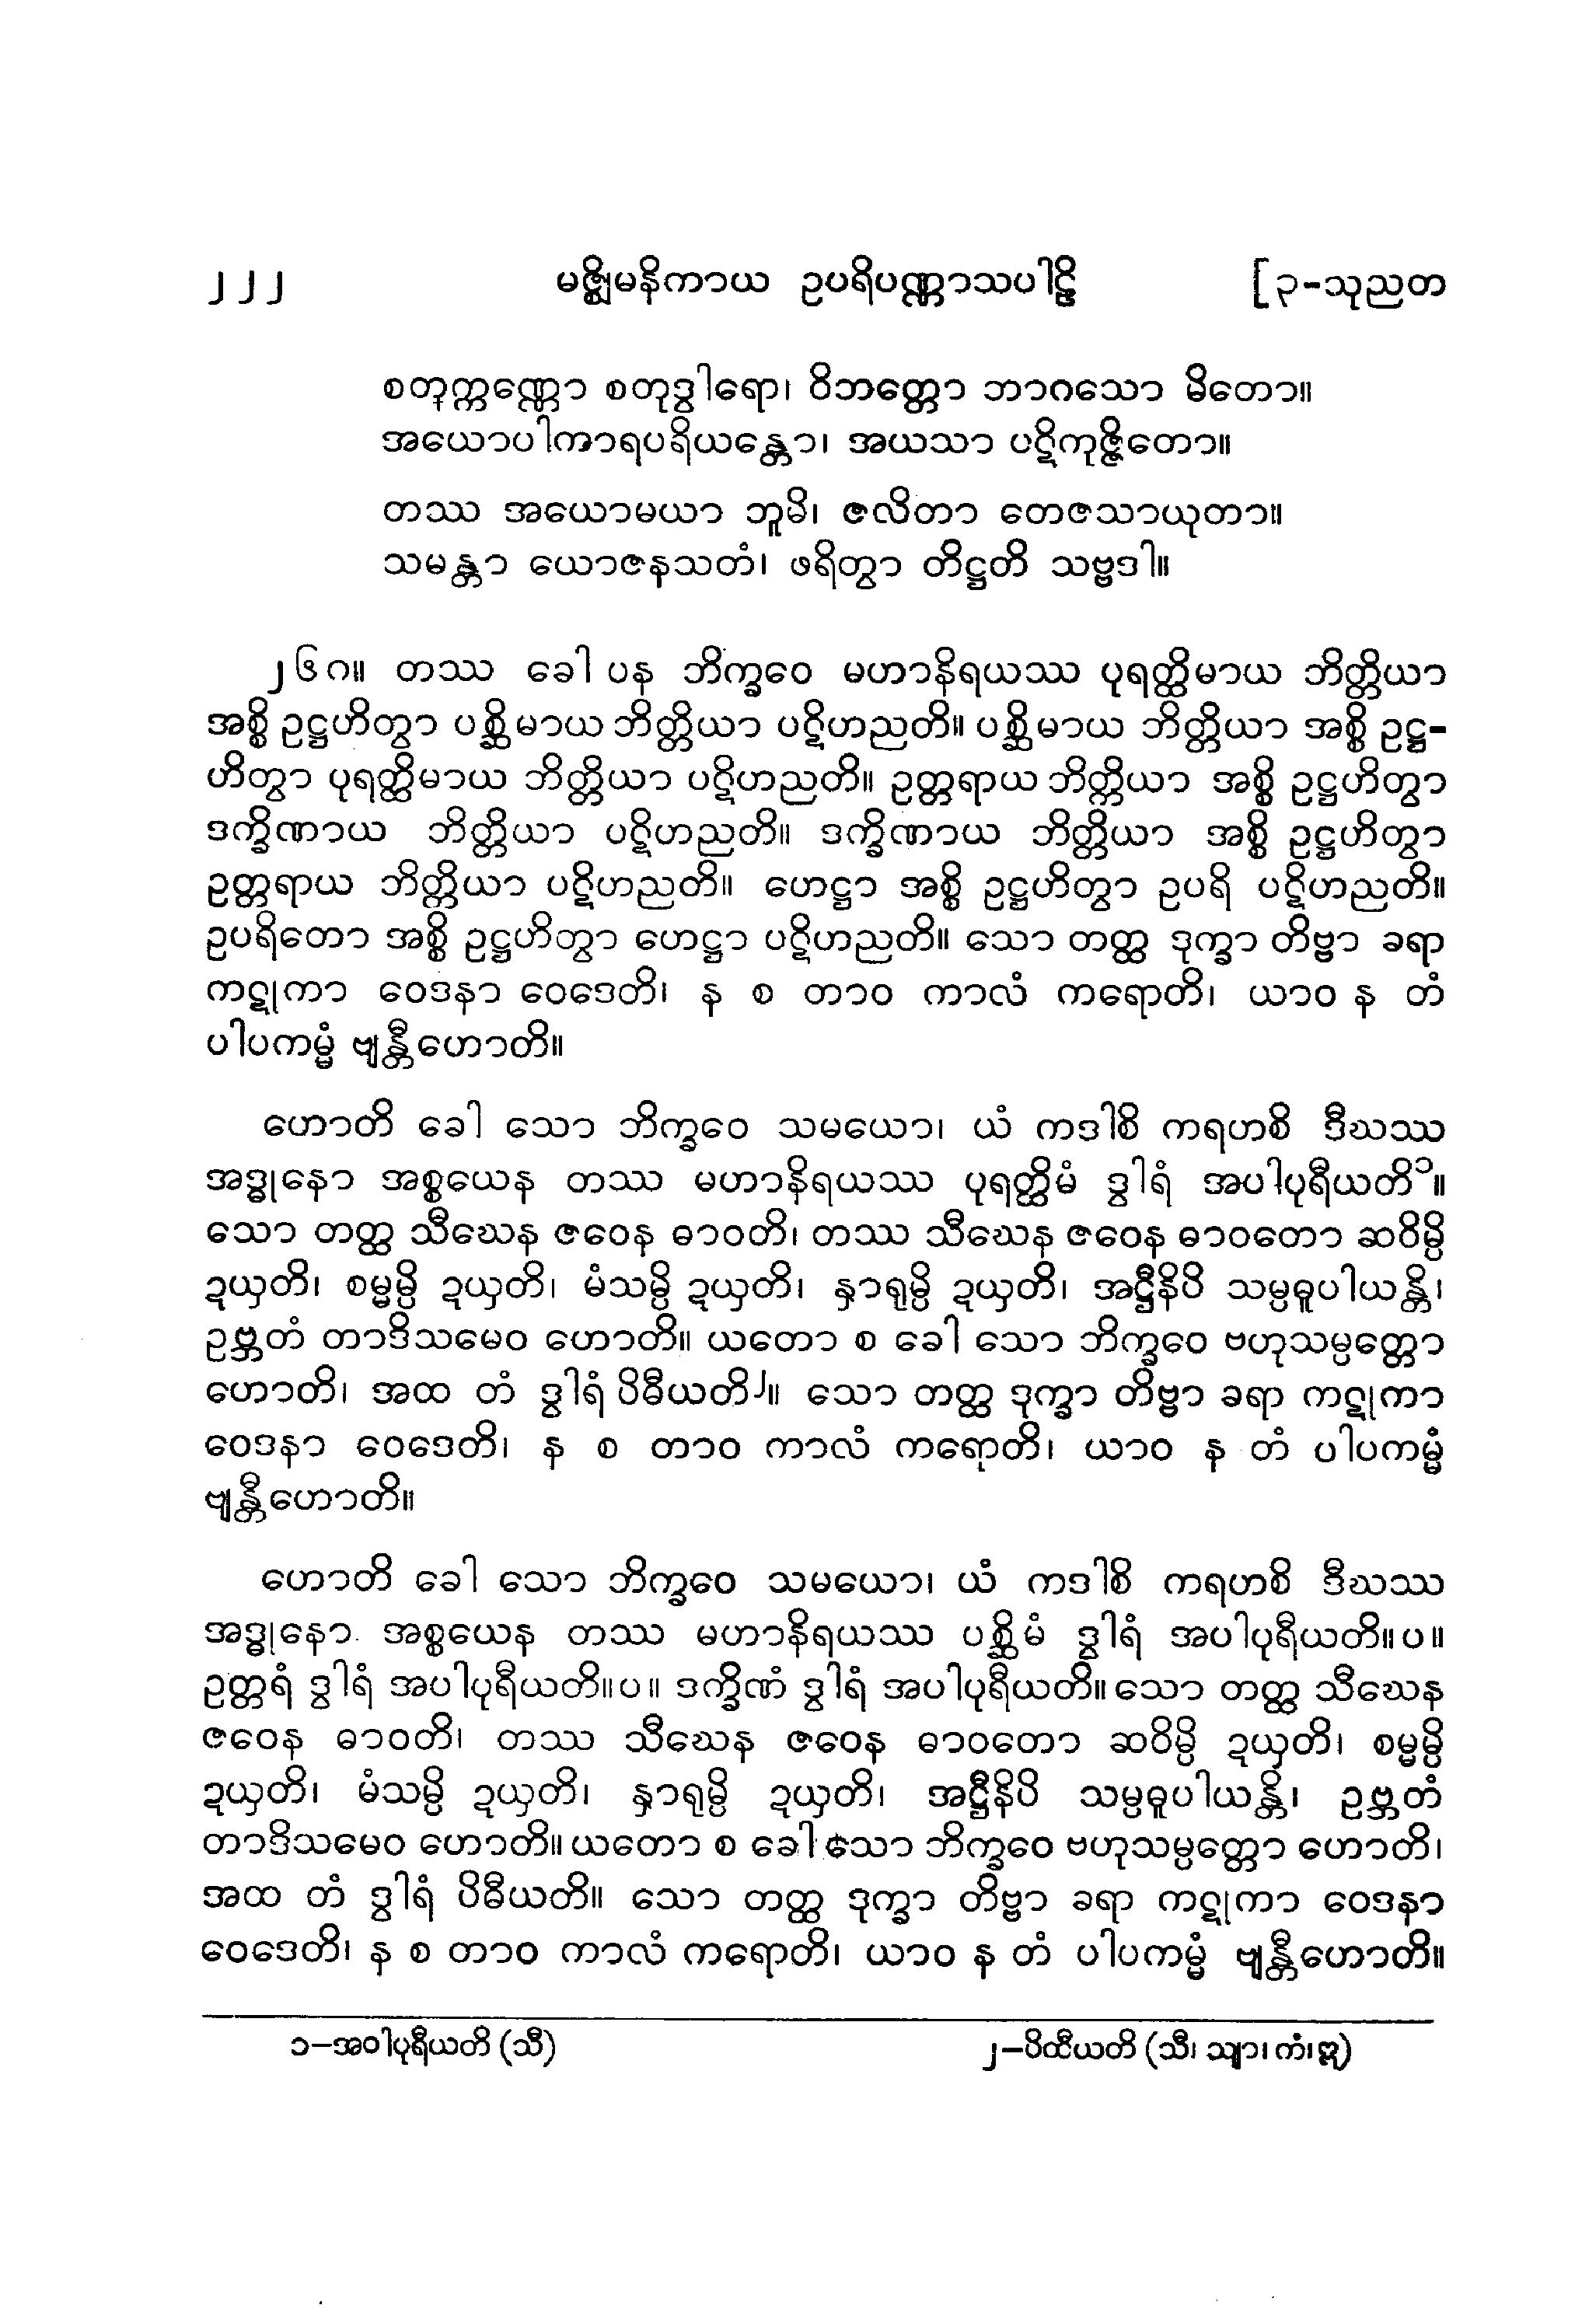 ၂၂၂ မဇ္ဈိမနိကာယ ဥပရိပဏ္ဏာသပါဠိ [၃-သုညတ
စတုက္ကဏ္ဏော စတုဒွါရော၊ ဝိဘတ္တော ဘာဂသော မိတော။
အယောပါကာရပရိယန္တော၊ အယသာ ပဋိကုဇ္ဇိတော။
တဿ အယောမယာ ဘူမိ၊ ဇလိတာ တေဇသာယုတာ။
သမန္တာ ယောဇနသတံ၊ ဖရိတွာ တိဋ္ဌတိ သဗ္ဗဒါ။
၂၆၈။ တဿ ခေါ ပန ဘိက္ခဝေ မဟာနိရယဿ ပုရတ္ထိမာယ ဘိတ္တိယာ
အစ္စိ ဥဋ္ဌဟိတွာ ပစ္ဆိမာယ ဘိတ္တိယာ ပဋိဟညတိ။ ပစ္ဆိမာယ ဘိတ္တိယာ အစ္စိ ဥဋ္ဌ-
ဟိတွာ ပုရတ္ထိမာယ ဘိတ္တိယာ ပဋိဟညတိ။ ဥတ္တရာယ ဘိတ္တိယာ အစ္စိ ဥဋ္ဌဟိတွာ
ဒက္ခိဏာယ ဘိတ္တိယာ ပဋိဟညတိ။ ဒက္ခိဏာယ ဘိတ္တိယာ အစ္စိ ဥဋ္ဌဟိတွာ
ဥတ္တရာယ ဘိတ္တိယာ ပဋိဟညတိ။ ဟေဋ္ဌာ အစ္စိ ဥဋ္ဌဟိတွာ ဥပရိ ပဋိဟညတိ။
ဥပရိတော အစ္စိ ဥဋ္ဌဟိတွာ ဟေဋ္ဌာ ပဋိဟညတိ။ သော တတ္ထ ဒုက္ခာ တိဗ္ဗာ ခရာ
ကဋုကာ ဝေဒနာ ဝေဒေတိ၊ န စ တာဝ ကာလံ ကရောတိ၊ ယာဝ န တံ
ပါပကမ္မံ ဗျန္တီဟောတိ။
ဟောတိ ခေါ သော ဘိက္ခဝေ သမယော၊ ယံ ကဒါစိ ကရဟစိ ဒီဃဿ
အဒ္ဓုနော အစ္စယေန တဿ မဟာနိရယဿ ပုရတ္ထိမံ ဒွါရံ အပါပုရီယတိ၁။
သော တတ္ထ သီဃေန ဇဝေန ဓာဝတိ၊ တဿ သီဃေန ဇဝေန ဓာဝတော ဆဝိမ္ပိ
ဍယှတိ၊ စမ္မမ္ပိ ဍယှတိ၊ မံသမ္ပိ ဍယှတိ၊ နှာရုမ္ပိ ဍယှတိ၊ အဋ္ဌီနိပိ သမ္ပဓူပါယန္တိ၊
ဥဗ္ဘတံ တာဒိသမေဝ ဟောတိ။ ယတော စ ခေါ သော ဘိက္ခဝေ ဗဟုသမ္ပတ္တော
ဟောတိ၊ အထ တံ ဒွါရံ ပိဓီယတိ၂။ သော တတ္ထ ဒုက္ခာ တိဗ္ဗာ ခရာ ကဋုကာ
ဝေဒနာ ဝေဒေတိ၊ န စ တာဝ ကာလံ ကရောတိ၊ ယာဝ န တံ ပါပကမ္မံ
ဗျန္တီဟောတိ။
ဟောတိ ခေါ သော ဘိက္ခဝေ သမယော၊ ယံ ကဒါစိ ကရဟစိ ဒီဃဿ
အဒ္ဓုနော အစ္စယေန တဿ မဟာနိရယဿ ပစ္ဆိမံ ဒွါရံ အပါပုရီယတိ။ပ။
ဥတ္တရံ ဒွါရံ အပါပုရီယတိ။ပ။ ဒက္ခိဏံ ဒွါရံ အပါပုရီယတိ။ သော တတ္ထ သီဃေန
ဇဝေန ဓာဝတိ၊ တဿ သီဃေန ဇဝေန ဓာဝတော ဆဝိမ္ပိ ဍယှတိ၊ စမ္မမ္ပိ
ဍယှတိ၊ မံသမ္ပိ ဍယှတိ၊ နှာရုမ္ပိ ဍယှတိ၊ အဋ္ဌီနိပိ သမ္ပဓူပါယန္တိ၊ ဥဗ္ဘတံ
တာဒိသမေဝ ဟောတိ။ ယတော စ ခေါ သော ဘိက္ခဝေ ဗဟုသမ္ပတ္တော ဟောတိ၊
အထ တံ ဒွါရံ ပိဓီယတိ။ သော တတ္ထ ဒုက္ခာ တိဗ္ဗာ ခရာ ကဋုကာ ဝေဒနာ
ဝေဒေတိ၊ န စ တာဝ ကာလံ ကရောတိ၊ ယာဝ န တံ ပါပကမ္မံ ဗျန္တီဟောတိ။
၁-အဝါပုရီယတိ (သီ) ၂-ပိထီယတိ (သီ၊ သျာ၊ ကံ၊ ဣ)